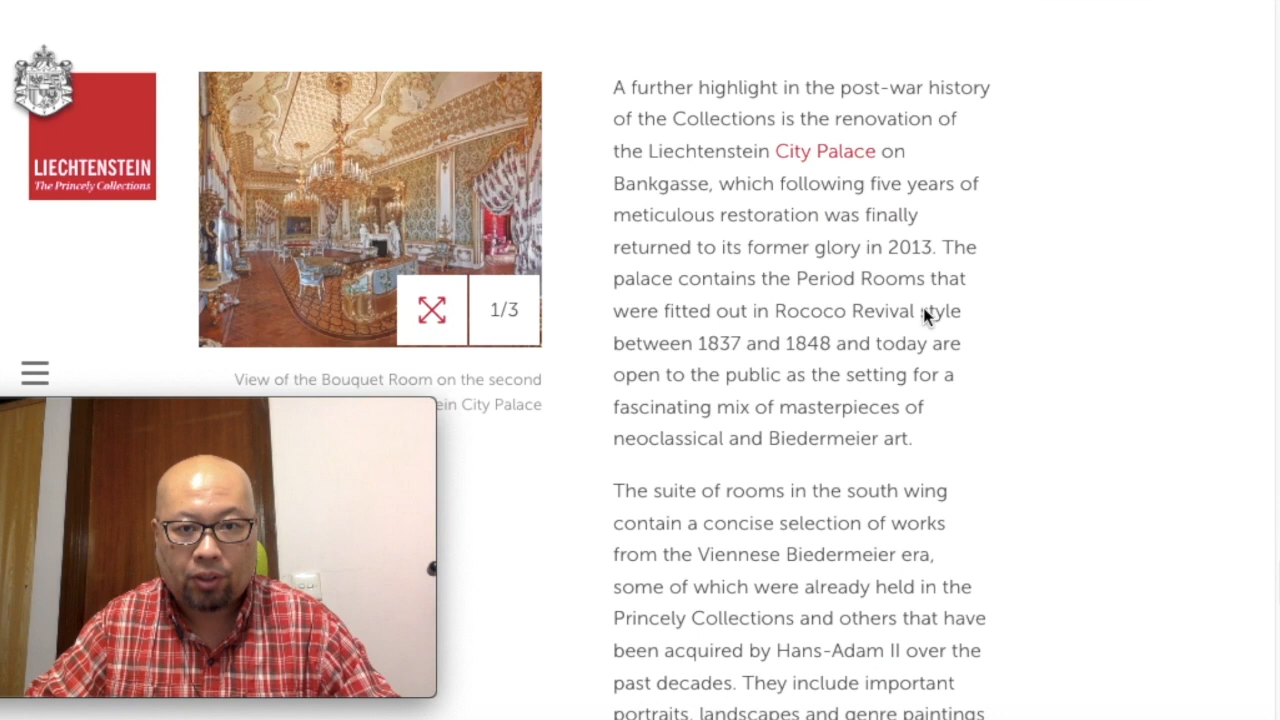 LIECHTENSTEIN
The Princely Collections
1/3
View of the Bouquet Room on the second
ein City Palace
A further highlight in the post-war history
of the Collections is the renovation of
the Liechtenstein City Palace on
Bankgasse, which following five years of
meticulous restoration was finally
returned to its former glory in 2013. The
palace contains the Period Rooms that
were fitted out in Rococo Revival style
between 1837 and 1848 and today are
open to the public as the setting for a
fascinating mix of masterpieces of
neoclassical and Biedermeier art.
The suite of rooms in the south wing
contain a concise selection of works
from the Viennese Biedermeier era,
some of which were already held in the
Princely Collections and others that have
been acquired by Hans-Adam II over the
past decades. They include important
portraits, landscapes and genre paintings